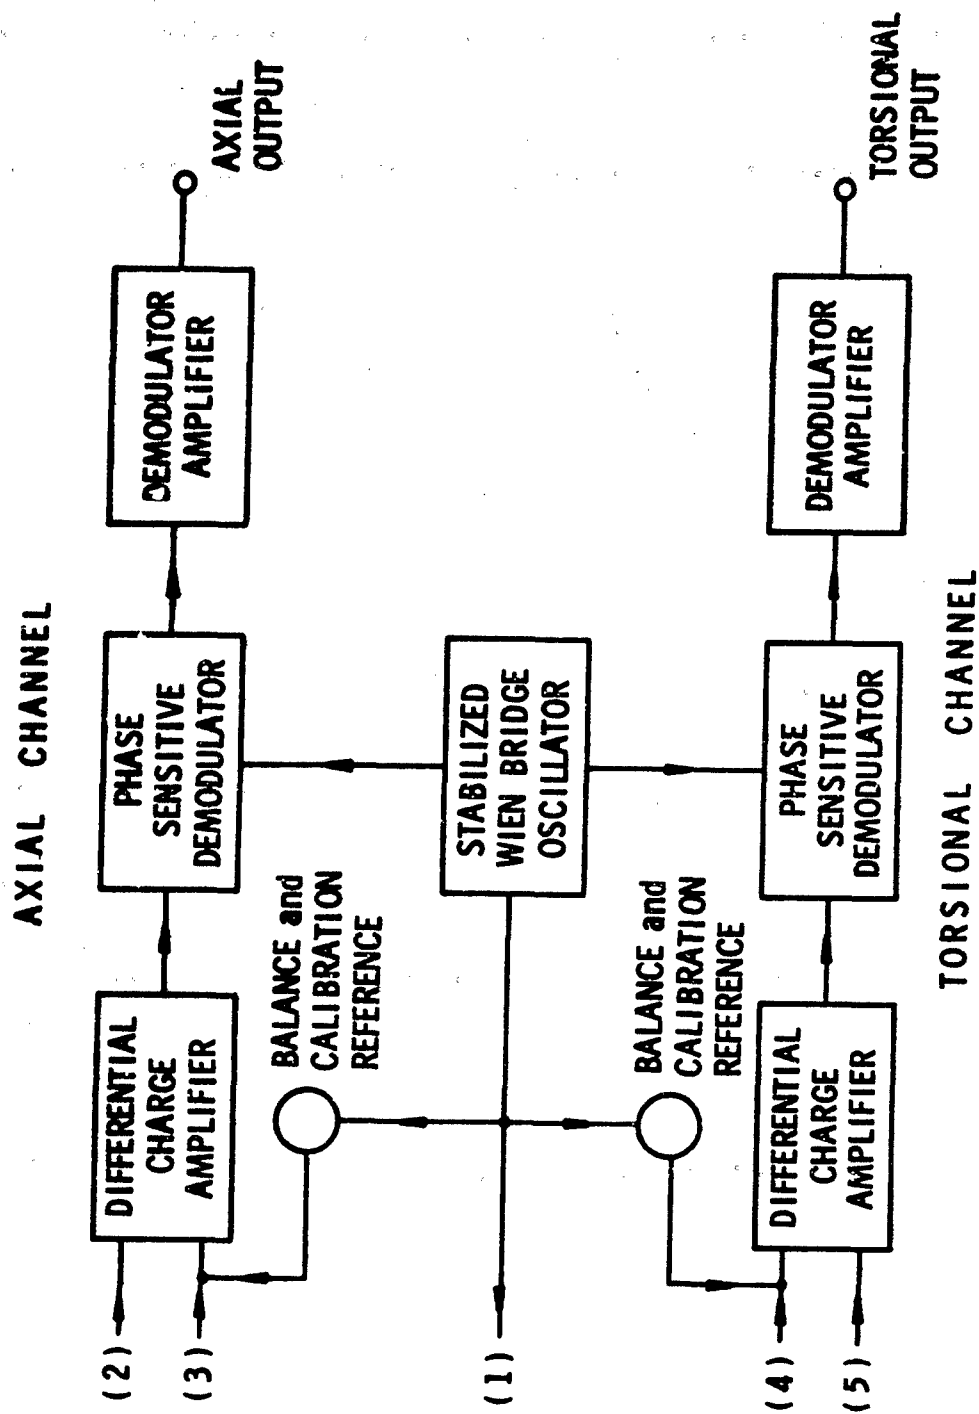 AXIAL CHANNEL
(2)
(3)
DIFFERENTIAL
CHARGE
AMPLIFIER
PHASE
SENSITIVE
DEMODULATOR
DEMODULATOR
AMPLIFIER
AXIAL
OUTPUT
BALANCE and
CALIBRATION
REFERENCE
(1)
STABILIZED
WIEN BRIDGE
OSCILLATOR
BALANCE and
CALIBRATION
REFERENCE
(4)
(5)
DIFFERENTIAL
CHARGE
AMPLIFIER
PHASE
SENSITIVE
DEMODULATOR
DEMODULATOR
AMPLIFIER
TORSIONAL
OUTPUT
TORSIONAL CHANNEL